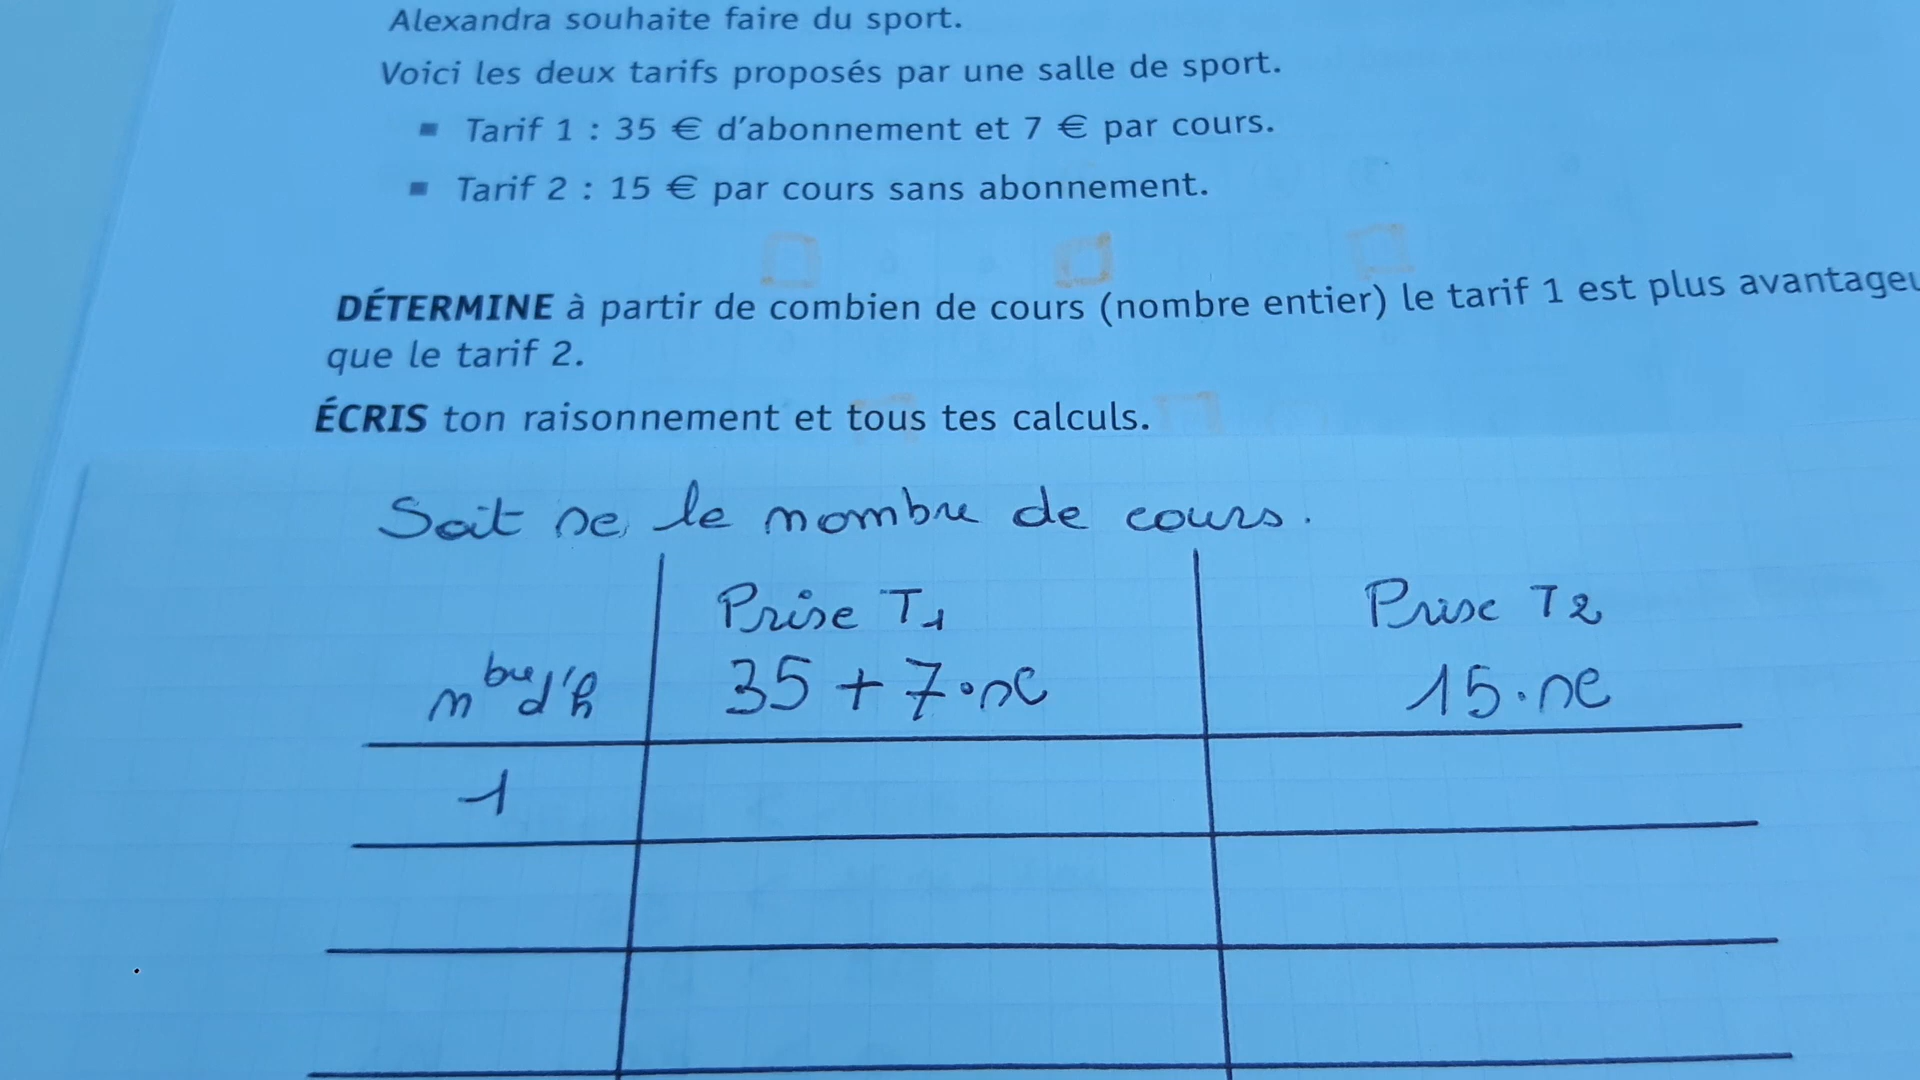 Alexandra souhaite faire du sport.
Voici les deux tarifs proposés par une salle de sport.
▪ Tarif 1 : 35 € d'abonnement et 7 € par cours.
▪ Tarif 2 : 15 € par cours sans abonnement.
DÉTERMINE à partir de combien de cours (nombre entier) le tarif 1 est plus avantageu
que le tarif 2.
ÉCRIS ton raisonnement et tous tes calculs.
Soit x le nombre de cours.
nbre d'h Prise T1 Prise T2
35 + 7·x 15·x
1